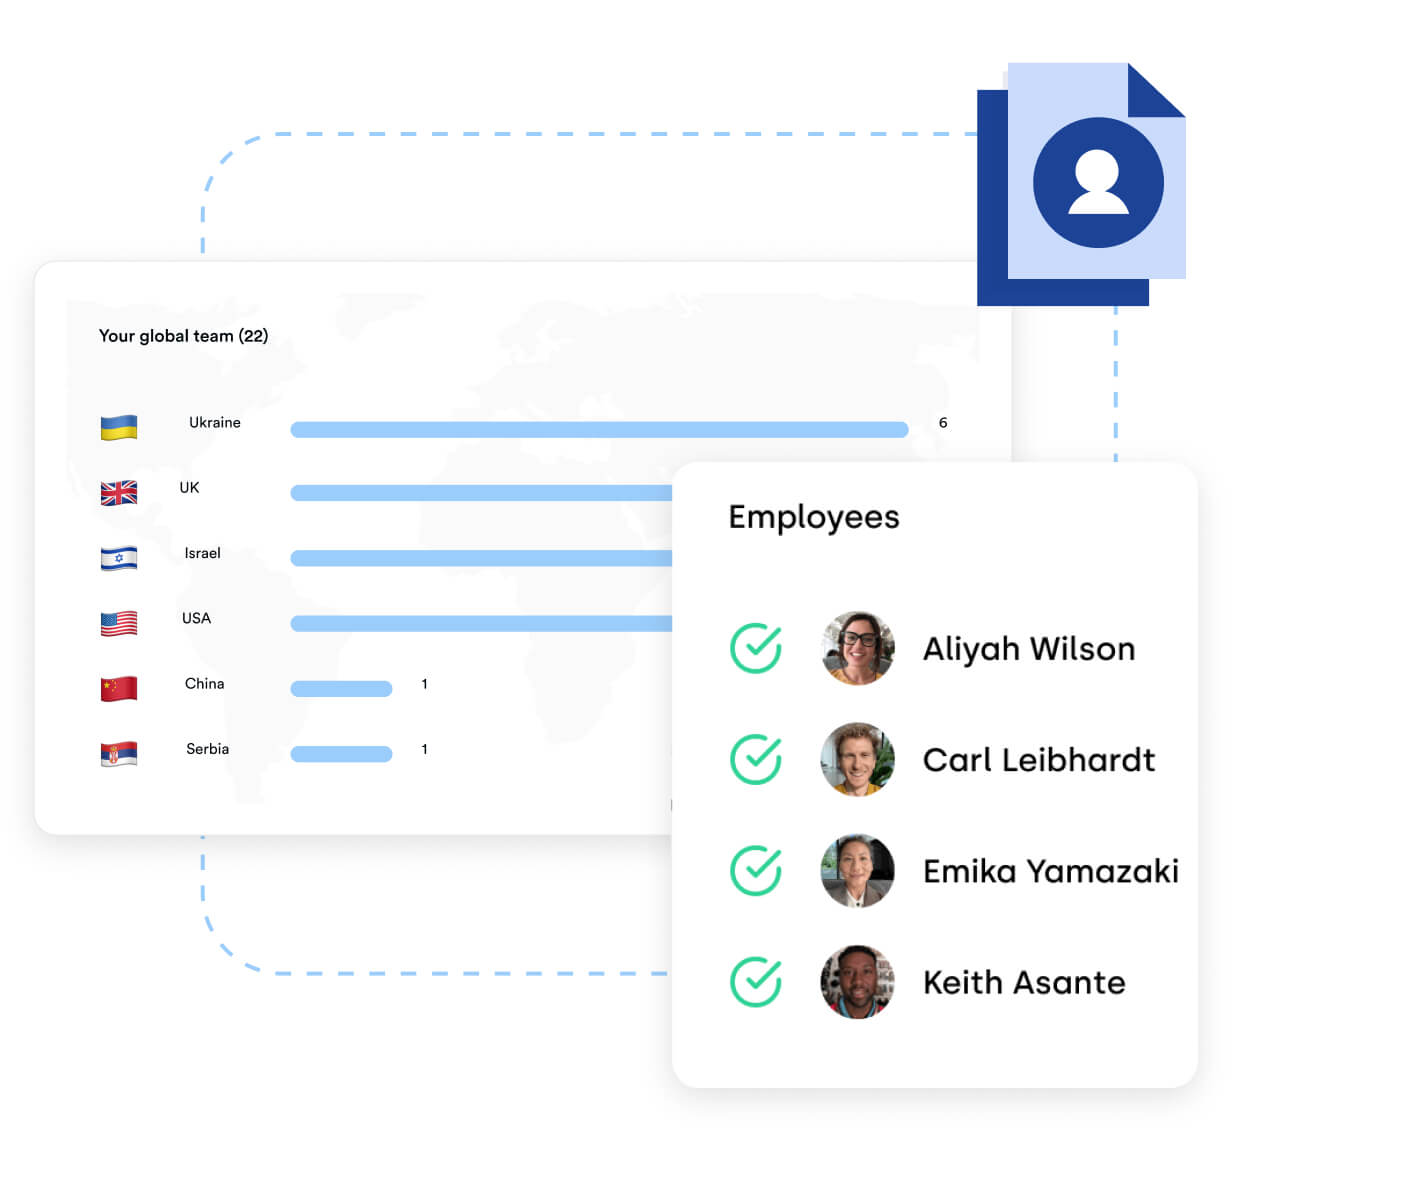 Your global team (22)
Ukraine 6
UK
Israel
USA
China 1
Serbia 1
Employees
Aliyah Wilson
Carl Leibhardt
Emika Yamazaki
Keith Asante